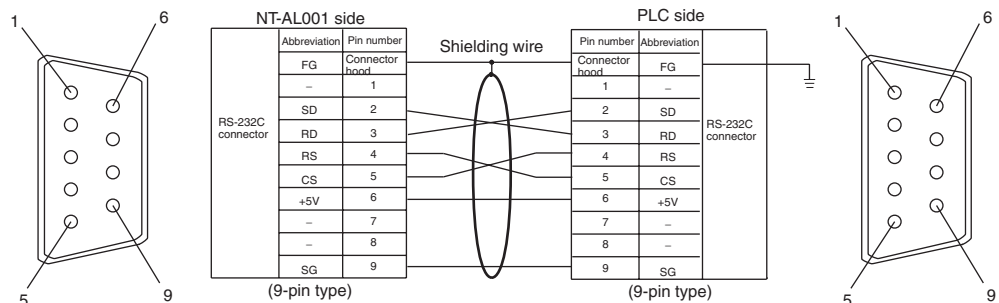 1
6
5
9
NT-AL001 side
RS-232C connector
Abbreviation Pin number
FG Connector hood
– 1
SD 2
RD 3
RS 4
CS 5
+5V 6
– 7
– 8
SG 9
(9-pin type)
Shielding wire
PLC side
Pin number Abbreviation
Connector hood FG
1 –
2 SD
3 RD
4 RS
5 CS
6 +5V
7 –
8 –
9 SG
RS-232C connector
(9-pin type)
1
6
5
9